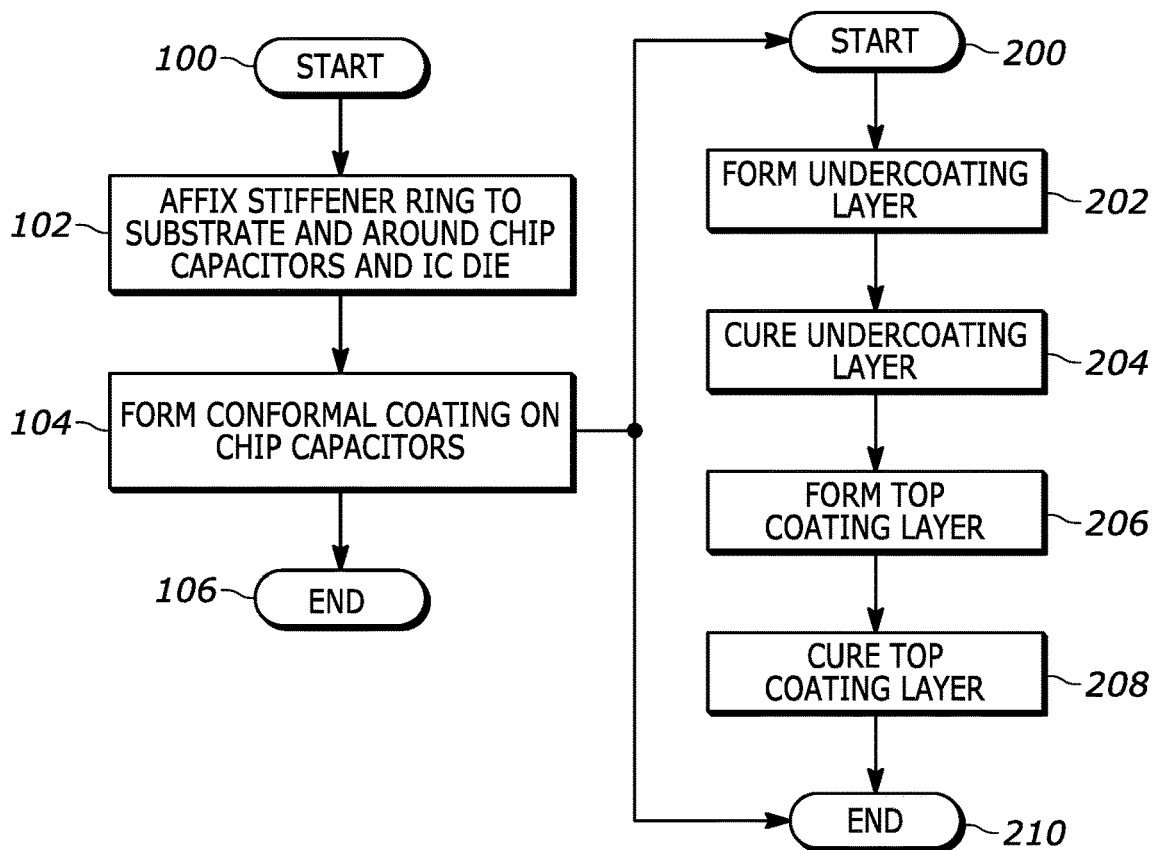 100
START
102
AFFIX STIFFENER RING TO
SUBSTRATE AND AROUND CHIP
CAPACITORS AND IC DIE
104
FORM CONFORMAL COATING ON
CHIP CAPACITORS
106
END
START
200
FORM UNDERCOATING
LAYER
202
CURE UNDERCOATING
LAYER
204
FORM TOP
COATING LAYER
206
CURE TOP
COATING LAYER
208
END
210